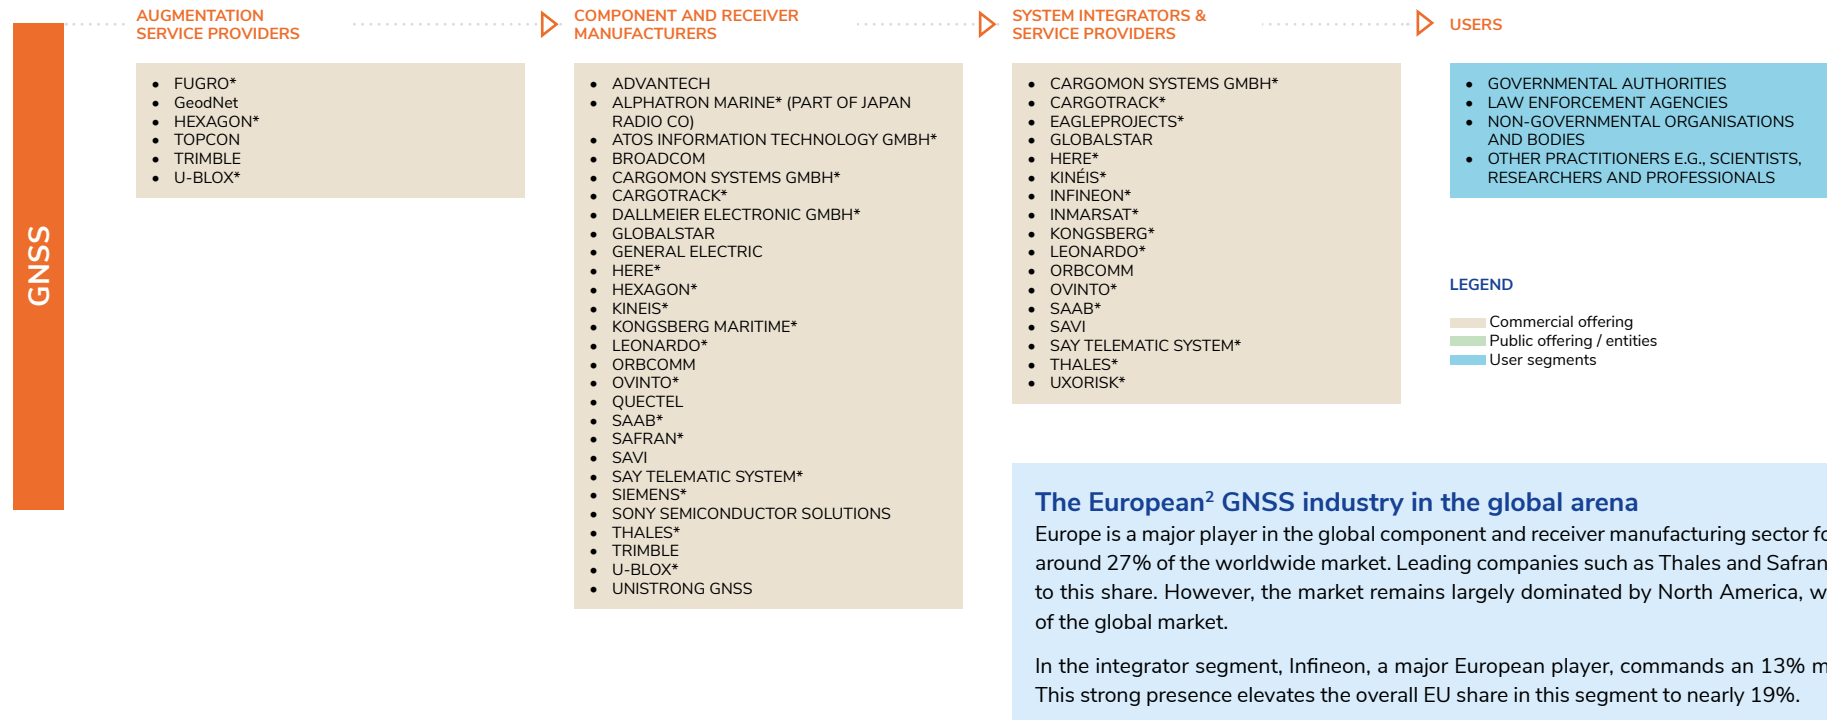 GNSS
AUGMENTATION
SERVICE PROVIDERS
• FUGRO*
• GeodNet
• HEXAGON*
• TOPCON
• TRIMBLE
• U-BLOX*
COMPONENT AND RECEIVER
MANUFACTURERS
• ADVANTECH
• ALPHATRON MARINE* (PART OF JAPAN
RADIO CO)
• ATOS INFORMATION TECHNOLOGY GMBH*
• BROADCOM
• CARGOMON SYSTEMS GMBH*
• CARGOTRACK*
• DALLMEIER ELECTRONIC GMBH*
• GLOBALSTAR
• GENERAL ELECTRIC
• HERE*
• HEXAGON*
• KINEIS*
• KONGSBERG MARITIME*
• LEONARDO*
• ORBCOMM
• OVINTO*
• QUECTEL
• SAAB*
• SAFRAN*
• SAVI
• SAY TELEMATIC SYSTEM*
• SIEMENS*
• SONY SEMICONDUCTOR SOLUTIONS
• THALES*
• TRIMBLE
• U-BLOX*
• UNISTRONG GNSS
SYSTEM INTEGRATORS &
SERVICE PROVIDERS
• CARGOMON SYSTEMS GMBH*
• CARGOTRACK*
• EAGLEPROJECTS*
• GLOBALSTAR
• HERE*
• KINÉIS*
• INFINEON*
• INMARSAT*
• KONGSBERG*
• LEONARDO*
• ORBCOMM
• OVINTO*
• SAAB*
• SAVI
• SAY TELEMATIC SYSTEM*
• THALES*
• UXORISK*
USERS
• GOVERNMENTAL AUTHORITIES
• LAW ENFORCEMENT AGENCIES
• NON-GOVERNMENTAL ORGANISATIONS
AND BODIES
• OTHER PRACTITIONERS E.G., SCIENTISTS,
RESEARCHERS AND PROFESSIONALS
LEGEND
Commercial offering
Public offering / entities
User segments
The European² GNSS industry in the global arena
Europe is a major player in the global component and receiver manufacturing sector
around 27% of the worldwide market. Leading companies such as Thales and Safran
to this share. However, the market remains largely dominated by North America,
of the global market.
In the integrator segment, Infineon, a major European player, commands an 13%
This strong presence elevates the overall EU share in this segment to nearly 19%.